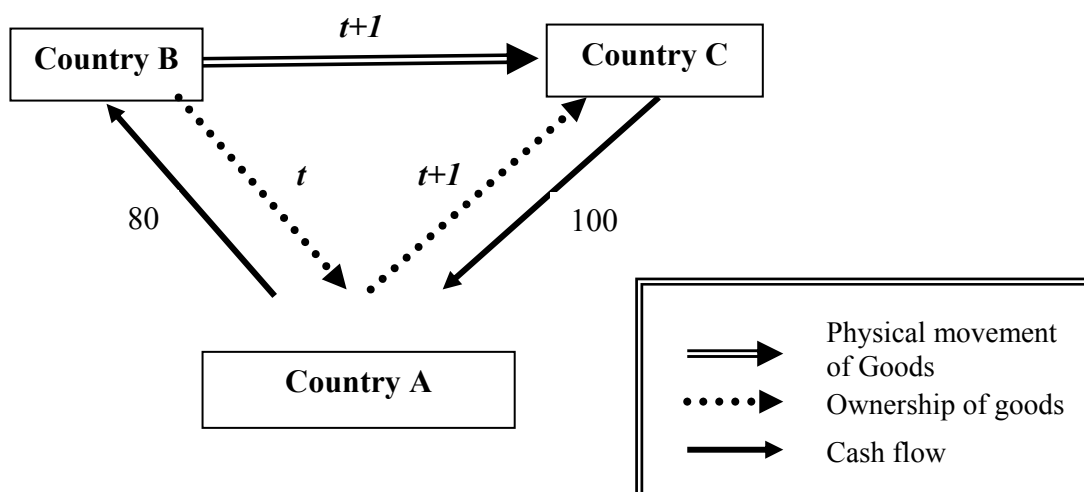 t+1
Country B
Country C
t
t+1
80
100
Country A
Physical movement
of Goods
Ownership of goods
Cash flow